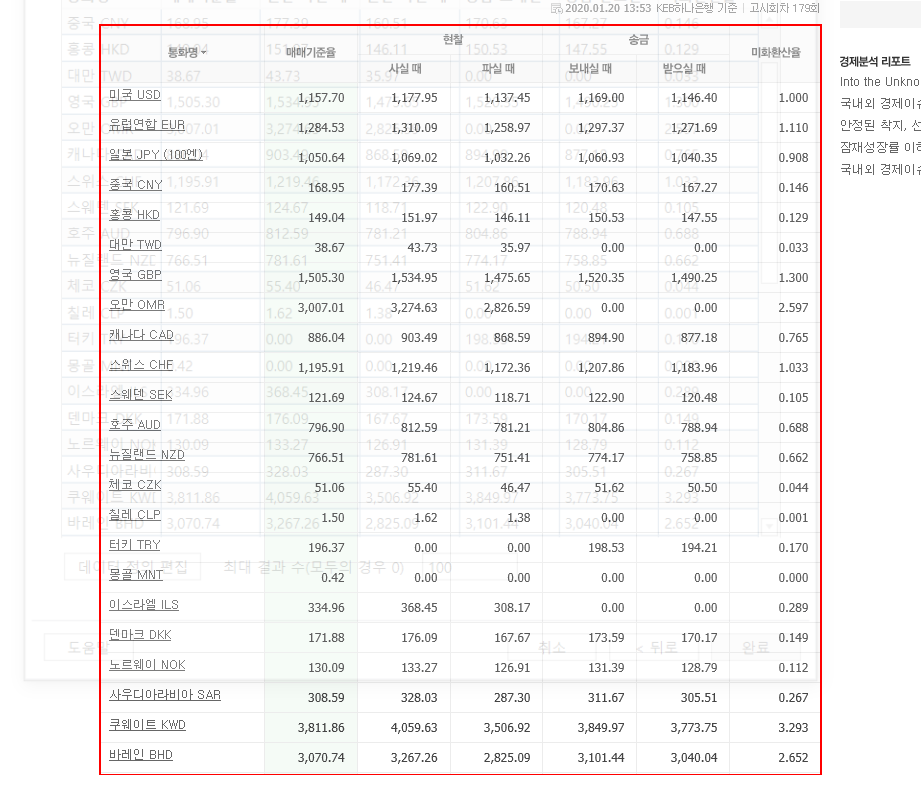 2020.01.20 13:53 KEB하나은행 기준 고시회차 179회
통화명 매매기준율 현찰 송금 미화환산율
사실 때 파실 때 보내실 때 받으실 때
미국 USD 1,157.70 1,177.95 1,137.45 1,169.00 1,146.40 1.000
유럽연합 EUR 1,284.53 1,310.09 1,258.97 1,297.37 1,271.69 1.110
일본 JPY (100엔) 1,050.64 1,069.02 1,032.26 1,060.93 1,040.35 0.908
중국 CNY 168.95 177.39 160.51 170.63 167.27 0.146
홍콩 HKD 149.04 151.97 146.11 150.53 147.55 0.129
대만 TWD 38.67 43.73 35.97 0.00 0.00 0.033
영국 GBP 1,505.30 1,534.95 1,475.65 1,520.35 1,490.25 1.300
오만 OMR 3,007.01 3,274.63 2,826.59 0.00 0.00 2.597
캐나다 CAD 886.04 903.49 868.59 894.90 877.18 0.765
스위스 CHF 1,195.91 1,219.46 1,172.36 1,207.86 1,183.96 1.033
스웨덴 SEK 121.69 124.67 118.71 122.90 120.48 0.105
호주 AUD 796.90 812.59 781.21 804.86 788.94 0.688
뉴질랜드 NZD 766.51 781.61 751.41 774.17 758.85 0.662
체코 CZK 51.06 55.40 46.47 51.62 50.50 0.044
칠레 CLP 1.50 1.62 1.38 0.00 0.00 0.001
터키 TRY 196.37 0.00 0.00 198.53 194.21 0.170
몽골 MNT 0.42 0.00 0.00 0.00 0.00 0.000
이스라엘 ILS 334.96 368.45 308.17 0.00 0.00 0.289
덴마크 DKK 171.88 176.09 167.67 173.59 170.17 0.149
노르웨이 NOK 130.09 133.27 126.91 131.39 128.79 0.112
사우디아라비아 SAR 308.59 328.03 287.30 311.67 305.51 0.267
쿠웨이트 KWD 3,811.86 4,059.63 3,506.92 3,849.97 3,773.75 3.293
바레인 BHD 3,070.74 3,267.26 2,825.09 3,101.44 3,040.04 2.652
데이터 정의 편집 최대 결과 수(모두의 경우 0) 100
도움말 취소 < 뒤로 완료
경제분석 리포트
Into the Unkno
국내외 경제이슈
안정된 착지, 선
잠재성장률 이하
국내외 경제이슈